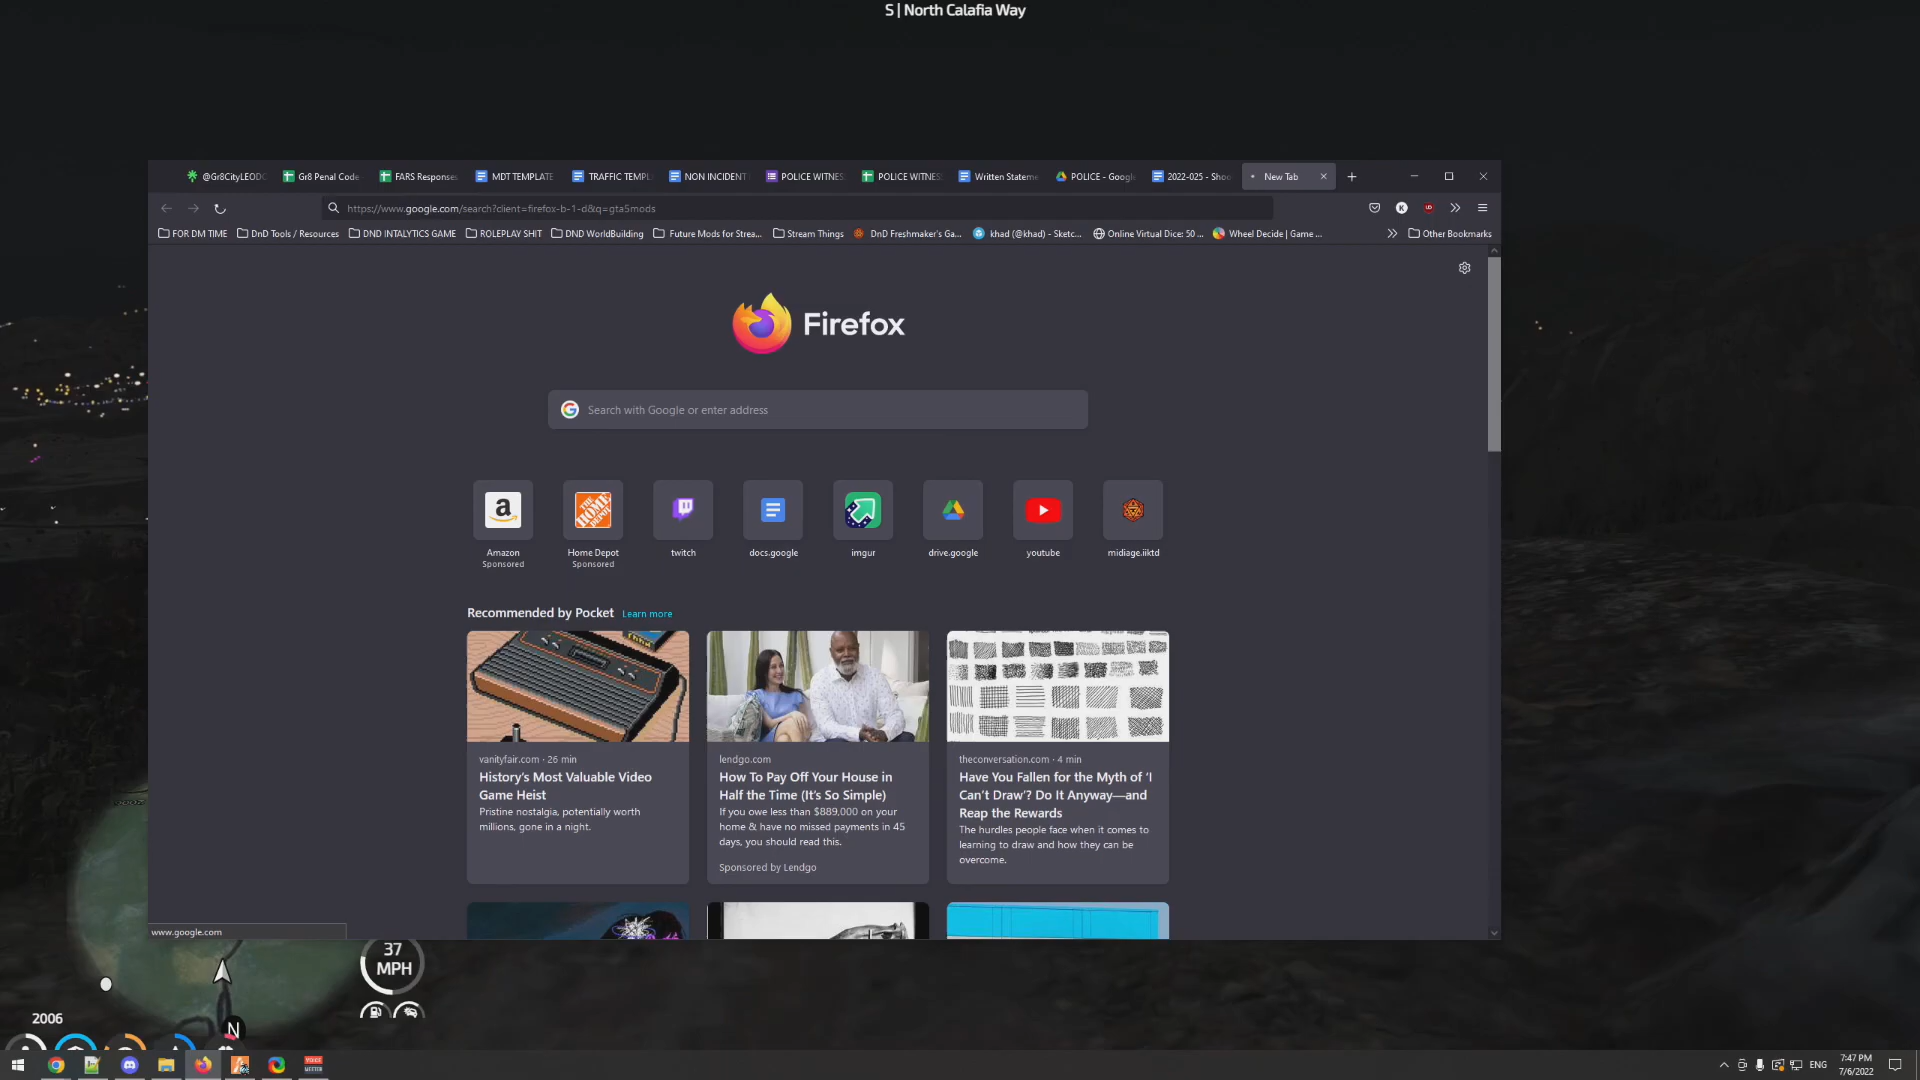 S | North Calafia Way
@Gr8CityLEODC
Gr8 Penal Code
FARS Responses
MDT TEMPLATE
TRAFFIC TEMPL
NON INCIDENT
POLICE WITNES
POLICE WITNES
Written Stateme
POLICE - Google
2022-025 - Shoo
New Tab
https://www.google.com/search?client=firefox-b-1-d&q=gta5mods
FOR DM TIME
DnD Tools / Resources
DND INTALYTICS GAME
ROLEPLAY SHIT
DND WorldBuilding
Future Mods for Strea...
Stream Things
DnD Freshmaker's Ga...
khad (@khad) - Sketc...
Online Virtual Dice: 50 ...
Wheel Decide | Game ...
Other Bookmarks
Firefox
Search with Google or enter address
Amazon
Sponsored
Home Depot
Sponsored
twitch
docs.google
imgur
drive.google
youtube
midiage.iiktd
Recommended by Pocket
Learn more
vanityfair.com · 26 min
History's Most Valuable Video
Game Heist
Pristine nostalgia, potentially worth
millions, gone in a night.
lendgo.com
How To Pay Off Your House in
Half the Time (It's So Simple)
If you owe less than $889,000 on your
home & have no missed payments in 45
days, you should read this.
Sponsored by Lendgo
theconversation.com · 4 min
Have You Fallen for the Myth of ‘I
Can't Draw’? Do It Anyway—and
Reap the Rewards
The hurdles people face when it comes to
learning to draw and how they can be
overcome.
www.google.com
37
MPH
2006
N
ENG
7:47 PM
7/6/2022